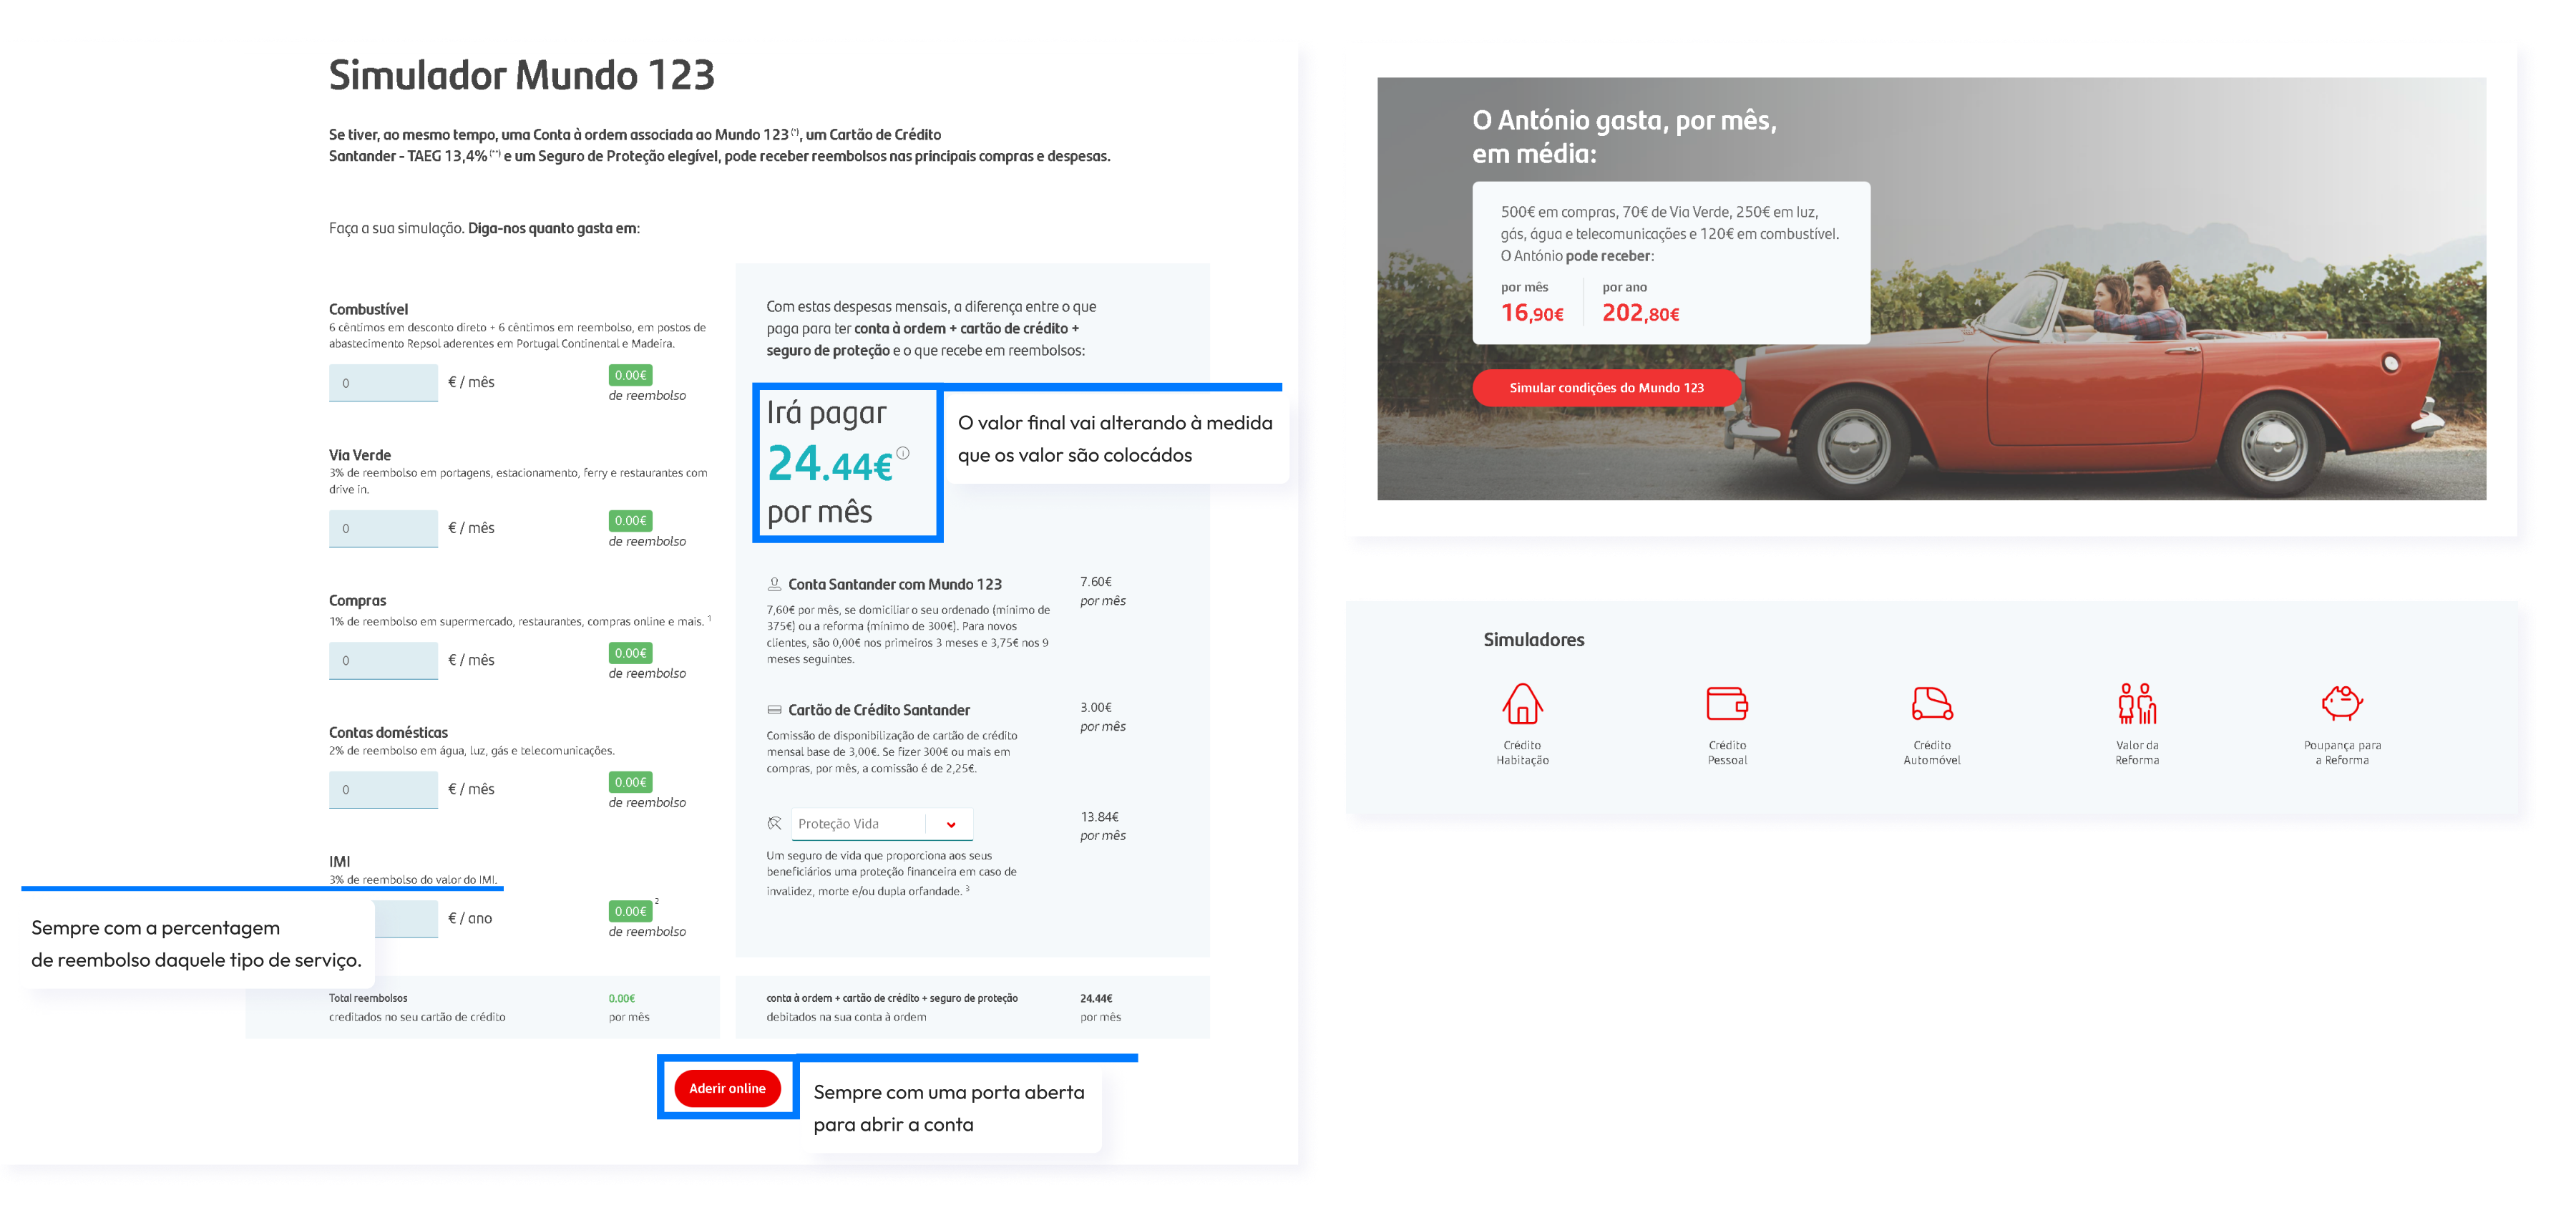 Simulador Mundo 123
Se tiver, ao mesmo tempo, uma Conta à ordem associada ao Mundo 123 (*), um Cartão de Crédito
Santander - TAEG 13,4% (**) e um Seguro de Proteção elegível, pode receber reembolsos nas principais compras e despesas.
Faça a sua simulação. Diga-nos quanto gasta em:
Combustível
6 cêntimos em desconto direto + 6 cêntimos em reembolso, em postos de
abastecimento Repsol aderentes em Portugal Continental e Madeira.
0 € / mês 0.00€
de reembolso
Via Verde
3% de reembolso em portagens, estacionamento, ferry e restaurantes com
drive in.
0 € / mês 0.00€
de reembolso
Compras
1% de reembolso em supermercado, restaurantes, compras online e mais. 1
0 € / mês 0.00€
de reembolso
Contas domésticas
2% de reembolso em água, luz, gás e telecomunicações.
0 € / mês 0.00€
de reembolso
IMI
3% de reembolso do valor do IMI.
€ / ano 0.00€ 2
de reembolso
Sempre com a percentagem
de reembolso daquele tipo de serviço.
Total reembolsos 0.00€
creditados no seu cartão de crédito por mês
Com estas despesas mensais, a diferença entre o que
paga para ter conta à ordem + cartão de crédito +
seguro de proteção e o que recebe em reembolsos:
Irá pagar
24.44€
por mês
O valor final vai alterando à medida
que os valor são colocádos
Conta Santander com Mundo 123 7.60€
por mês
7,60€ por mês, se domiciliar o seu ordenado (mínimo de
375€) ou a reforma (mínimo de 300€). Para novos
clientes, são 0,00€ nos primeiros 3 meses e 3,75€ nos 9
meses seguintes.
Cartão de Crédito Santander 3.00€
por mês
Comissão de disponibilização de cartão de crédito
mensal base de 3,00€. Se fizer 300€ ou mais em
compras, por mês, a comissão é de 2,25€.
Proteção Vida 13.84€
por mês
Um seguro de vida que proporciona aos seus
beneficiários uma proteção financeira em caso de
invalidez, morte e/ou dupla orfandade. 3
conta à ordem + cartão de crédito + seguro de proteção 24.44€
debitados na sua conta à ordem por mês
Aderir online
Sempre com uma porta aberta
para abrir a conta
O António gasta, por mês,
em média:
500€ em compras, 70€ de Via Verde, 250€ em luz,
gás, água e telecomunicações e 120€ em combustível.
O António pode receber:
por mês por ano
16,90€ 202,80€
Simular condições do Mundo 123
Simuladores
Crédito
Habitação
Crédito
Pessoal
Crédito
Automóvel
Valor da
Reforma
Poupança para
a Reforma